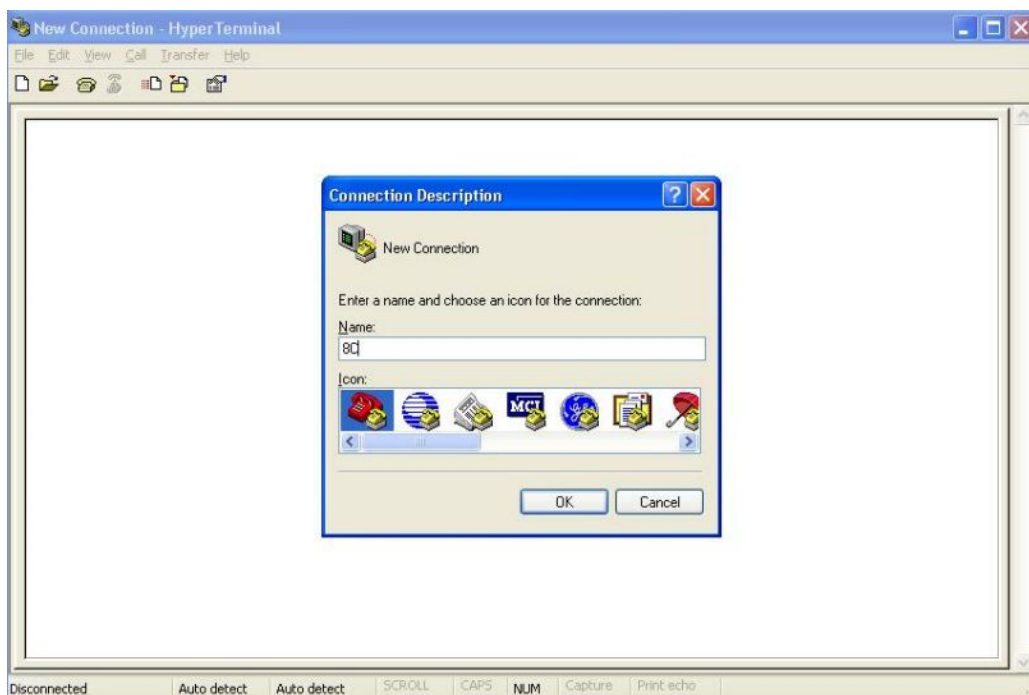 New Connection - HyperTerminal
File Edit View Call Transfer Help
Connection Description
New Connection
Enter a name and choose an icon for the connection:
Name:
8C
Icon:
MCI
OK Cancel
Disconnected Auto detect Auto detect SCROLL CAPS NUM Capture Print echo